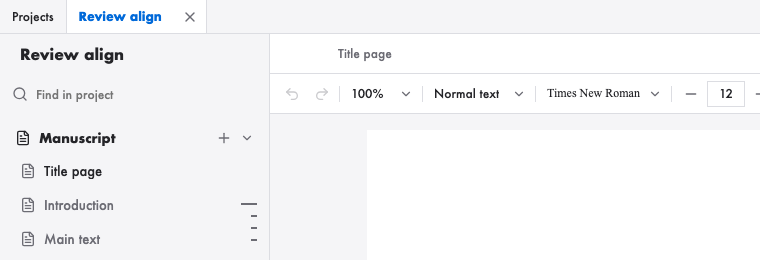 Projects
Review align
Review align
Title page
Find in project
100%
Normal text
Times New Roman
12
Manuscript
Title page
Introduction
Main text